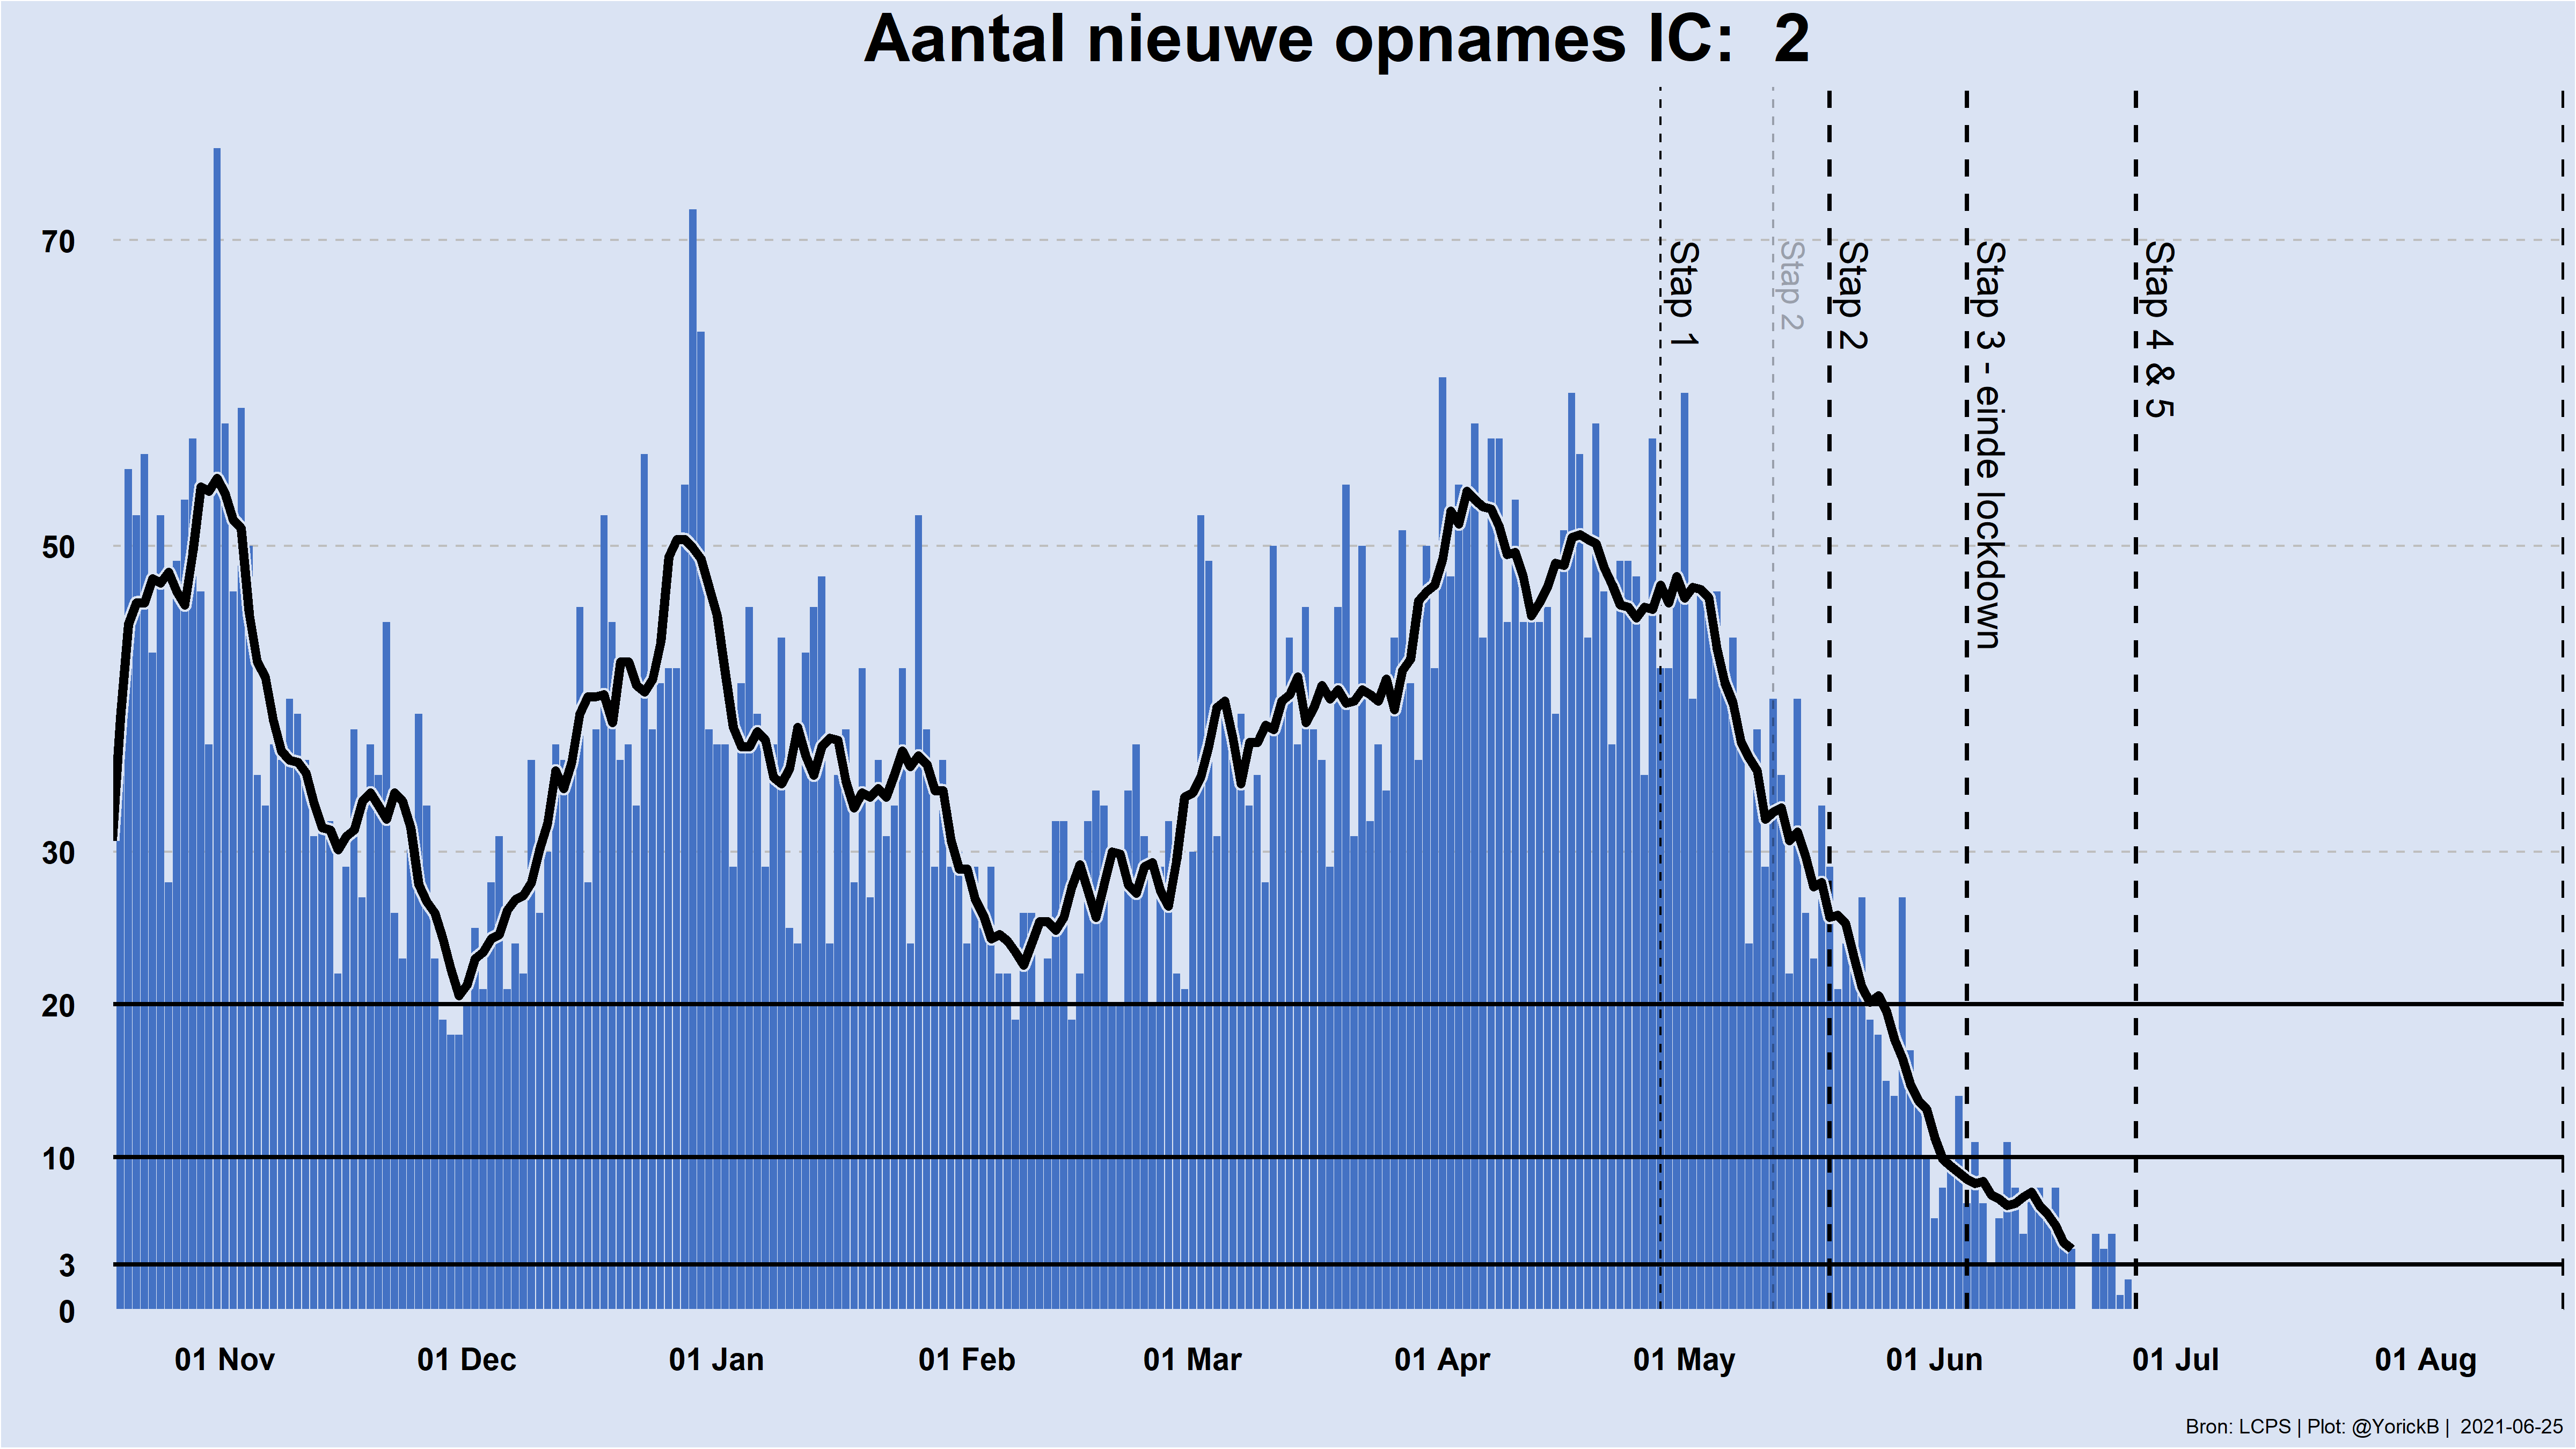 Aantal nieuwe opnames IC:  2
70
50
30
20
10
3
0
Stap 1
Stap 2
Stap 2
Stap 3 - einde lockdown
Stap 4 & 5
01 Nov
01 Dec
01 Jan
01 Feb
01 Mar
01 Apr
01 May
01 Jun
01 Jul
01 Aug
Bron: LCPS | Plot: @YorickB |  2021-06-25